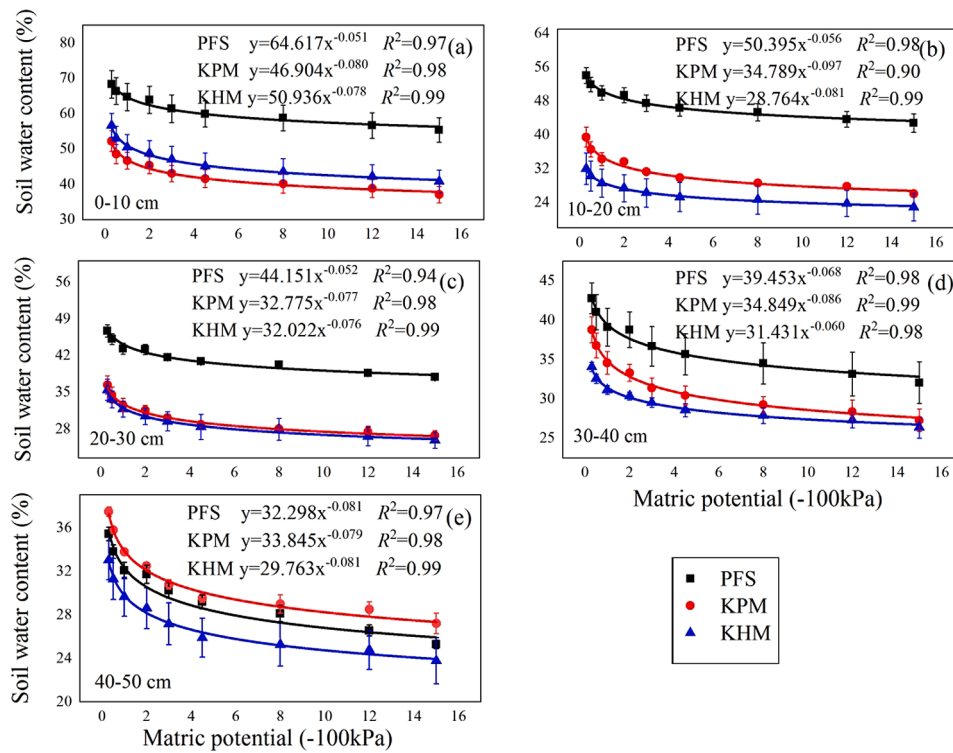 Soil water content (%)
80
70
60
50
40
30
PFS y=64.617x^-0.051 R²=0.97
KPM y=46.904x^-0.080 R²=0.98
KHM y=50.936x^-0.078 R²=0.99
(a)
0-10 cm
0 2 4 6 8 10 12 14 16
64
56
48
40
32
24
PFS y=50.395x^-0.056 R²=0.98
KPM y=34.789x^-0.097 R²=0.90
KHM y=28.764x^-0.081 R²=0.99
(b)
10-20 cm
0 2 4 6 8 10 12 14 16
Soil water content (%)
56
49
42
35
28
PFS y=44.151x^-0.052 R²=0.94
KPM y=32.775x^-0.077 R²=0.98
KHM y=32.022x^-0.076 R²=0.99
(c)
20-30 cm
0 2 4 6 8 10 12 14 16
45
40
35
30
25
PFS y=39.453x^-0.068 R²=0.98
KPM y=34.849x^-0.086 R²=0.99
KHM y=31.431x^-0.060 R²=0.98
(d)
30-40 cm
0 2 4 6 8 10 12 14 16
Matric potential (-100kPa)
Soil water content (%)
36
32
28
24
20
PFS y=32.298x^-0.081 R²=0.97
KPM y=33.845x^-0.079 R²=0.98
KHM y=29.763x^-0.081 R²=0.99
(e)
40-50 cm
0 2 4 6 8 10 12 14 16
Matric potential (-100kPa)
PFS
KPM
KHM